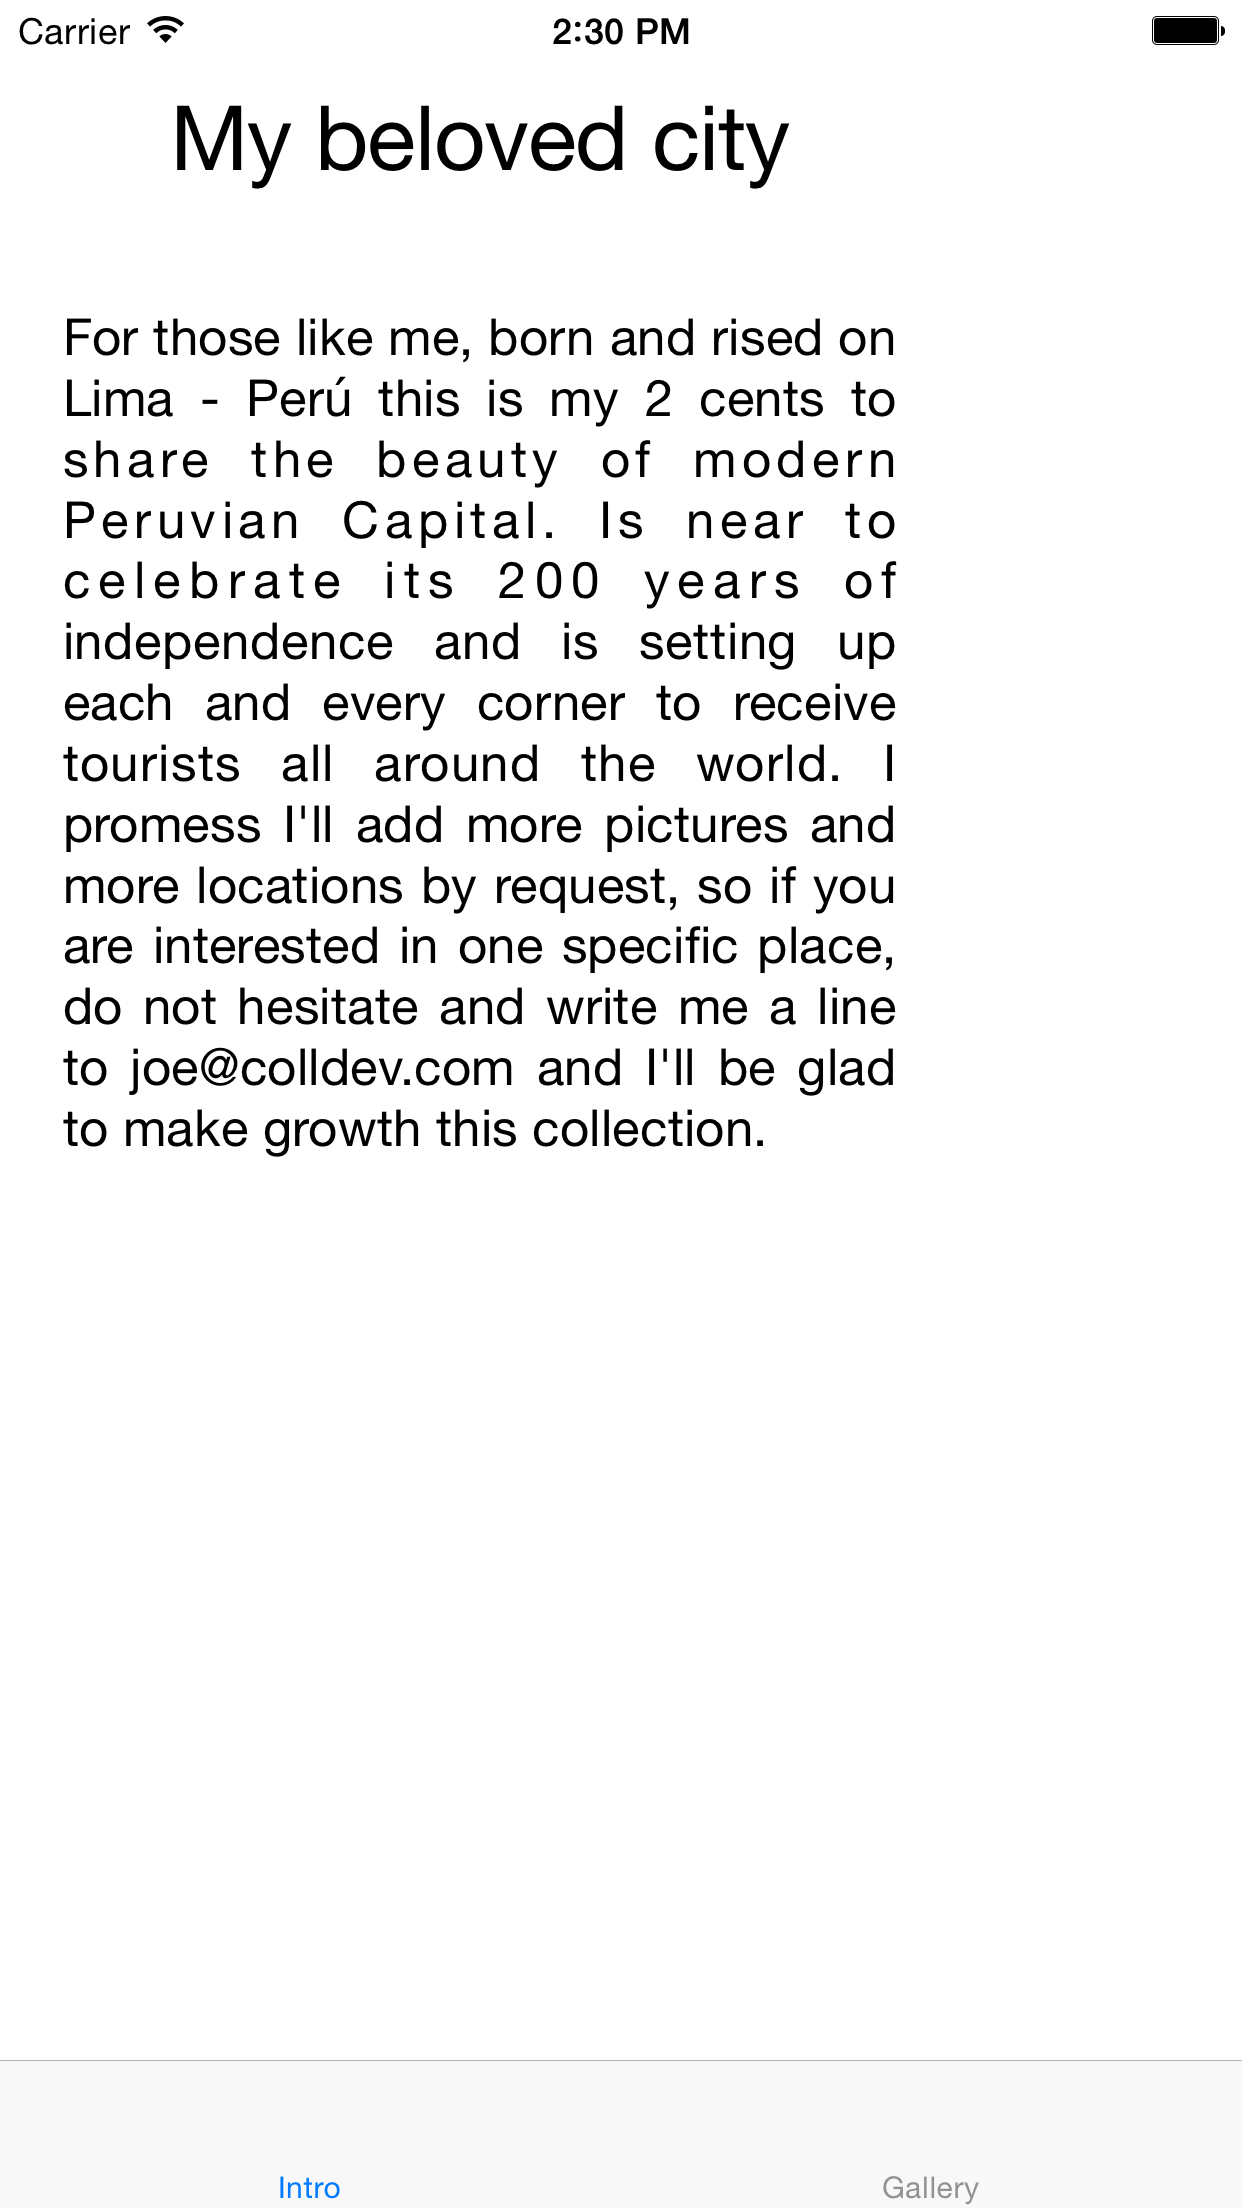 Carrier 2:30 PM
My beloved city
For those like me, born and rised on
Lima - Perú this is my 2 cents to
share the beauty of modern
Peruvian Capital. Is near to
celebrate its 200 years of
independence and is setting up
each and every corner to receive
tourists all around the world. I
promess I'll add more pictures and
more locations by request, so if you
are interested in one specific place,
do not hesitate and write me a line
to joe@colldev.com and I'll be glad
to make growth this collection.
Intro Gallery